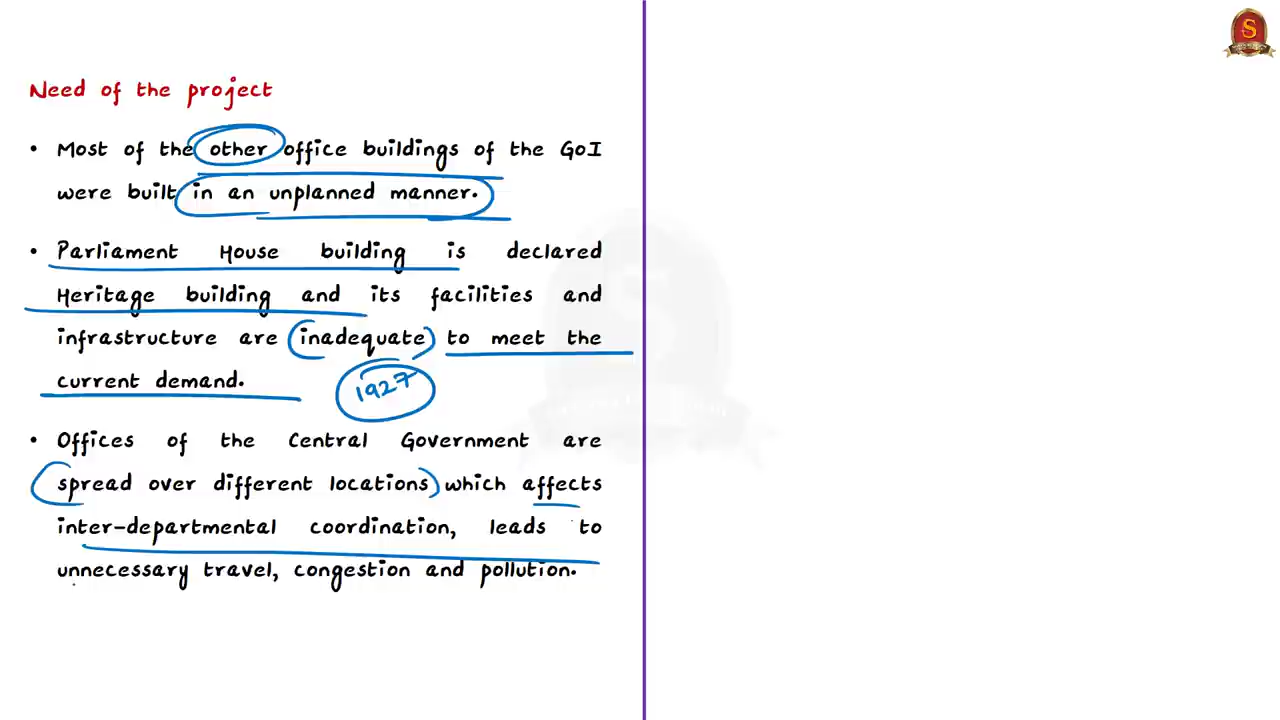 Need of the project
• Most of the other office buildings of the GoI
were built in an unplanned manner.
• Parliament House building is declared
Heritage building and its facilities and
infrastructure are inadequate to meet the
current demand.
1927
• Offices of the Central Government are
spread over different locations which affects
inter-departmental coordination, leads to
unnecessary travel, congestion and pollution.
S